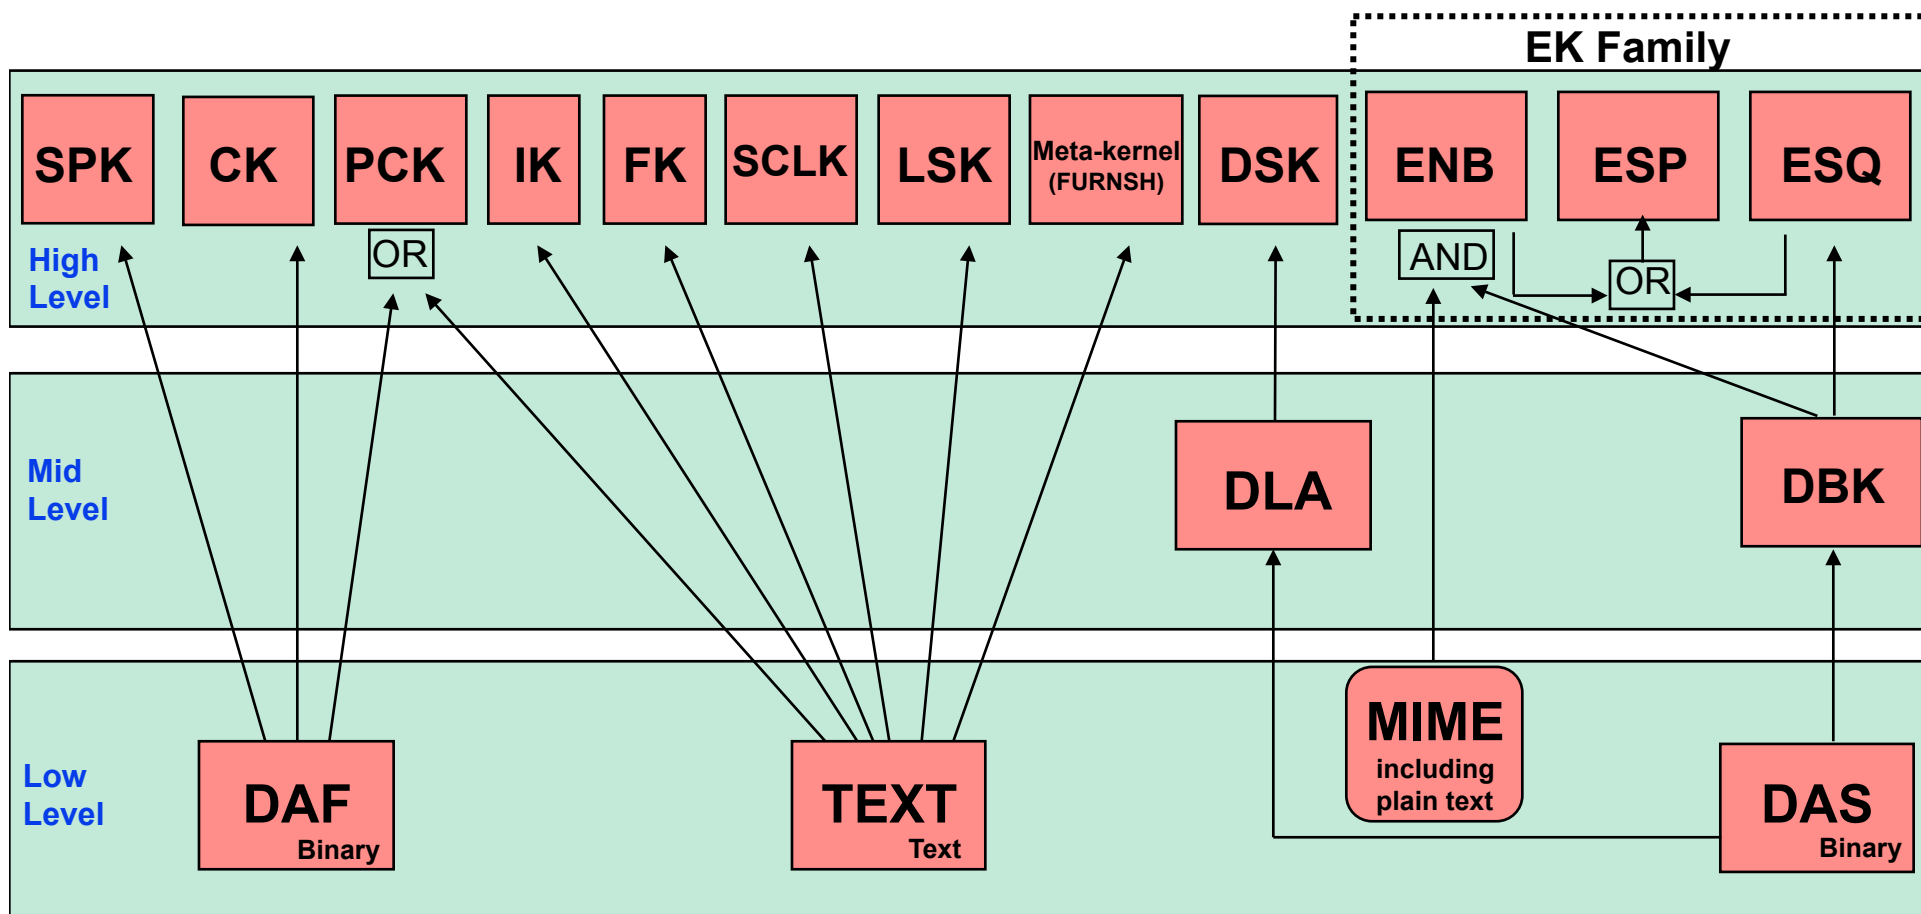 EK Family
SPK
CK
PCK
IK
FK
SCLK
LSK
Meta-kernel
(FURNSH)
DSK
ENB
ESP
ESQ
High
Level
OR
AND
OR
Mid
Level
DLA
DBK
Low
Level
DAF
Binary
TEXT
Text
MIME
including
plain text
DAS
Binary